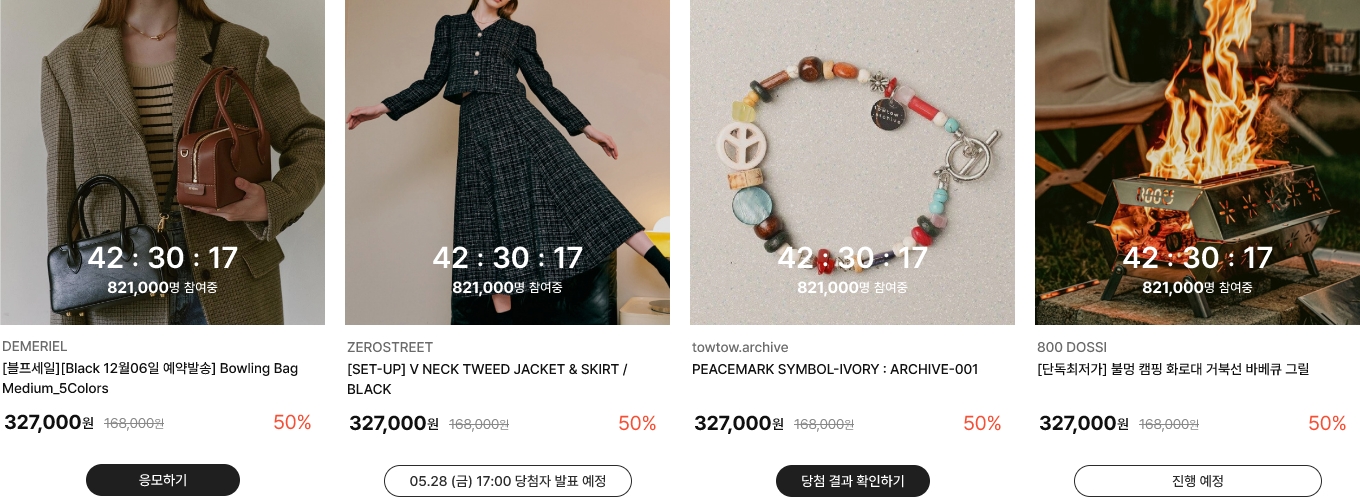 42 : 30 : 17
821,000명 참여중
DEMERIEL
[블프세일][Black 12월06일 예약발송] Bowling Bag
Medium_5Colors
327,000원 168,000원 50%
응모하기
42 : 30 : 17
821,000명 참여중
ZEROSTREET
[SET-UP] V NECK TWEED JACKET & SKIRT /
BLACK
327,000원 168,000원 50%
05.28 (금) 17:00 당첨자 발표 예정
towtow
archive
42 : 30 : 17
821,000명 참여중
towtow.archive
PEACEMARK SYMBOL-IVORY : ARCHIVE-001
327,000원 168,000원 50%
당첨 결과 확인하기
42 : 30 : 17
821,000명 참여중
800 DOSSI
[단독최저가] 불멍 캠핑 화로대 거북선 바베큐 그릴
327,000원 168,000원 50%
진행 예정